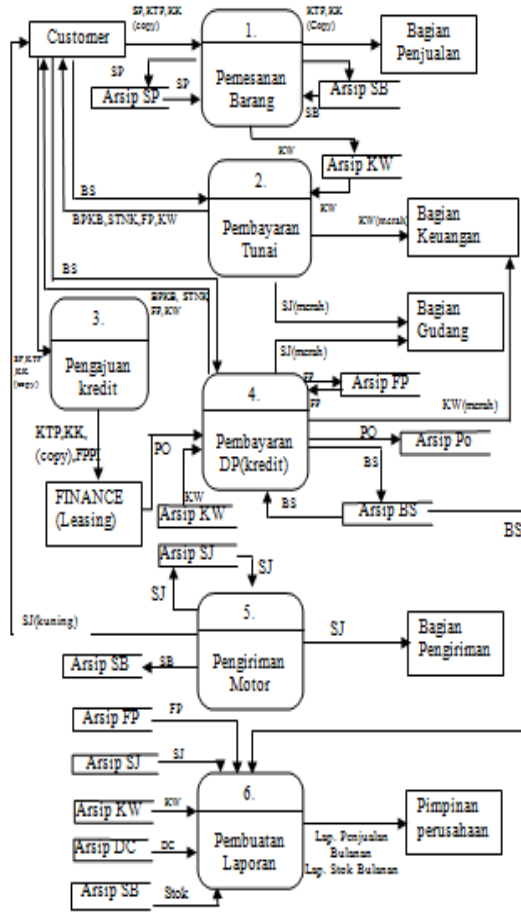 SP, KTP, KK
(copy)
KTP, KK
(Copy)
Customer
1.
Pemesanan
Barang
Bagian
Penjualan
SP
SP
Arsip SP
Arsip SB
SB
KW
Arsip KW
2.
Pembayaran
Tunai
BS
BPKB, STNK, FP, KW
KW
KW(merah)
Bagian
Keuangan
BS
BPKB, STNK
FP, KW
SJ(merah)
Bagian
Gudang
SJ(merah)
3.
Pengajuan
kredit
(copy)
FP
Arsip FP
FP
4.
Pembayaran
DP(kredit)
KW(merah)
KTP, KK,
(copy),FPPK
PO
PO
Arsip Po
BS
FINANCE
(Leasing)
KW
Arsip KW
BS
Arsip BS
BS
Arsip SJ
SJ
SJ
5.
Pengiriman
Motor
SJ(kuning)
SJ
Bagian
Pengiriman
Arsip SB
SB
Arsip FP
FP
Arsip SJ
SJ
6.
Pembuatan
Laporan
Arsip KW
KW
Arsip DC
DC
Arsip SB
Stok
Lap. Penjualan
Bulanan
/Lap. Stok Bulanan
Pimpinan
perusahaan